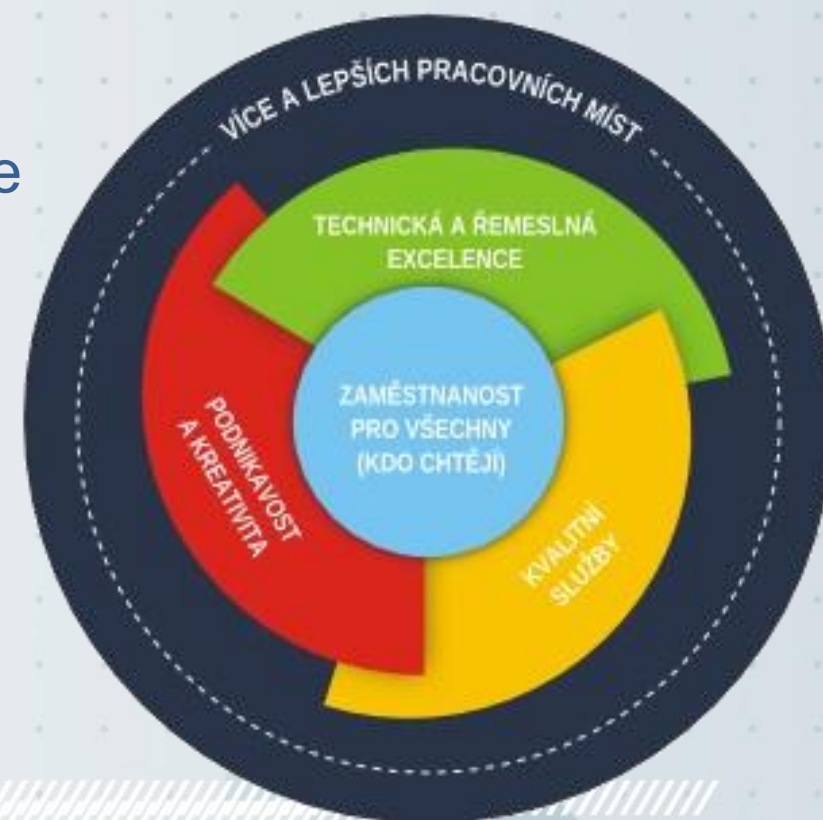 e
VÍCE A LEPŠÍCH PRACOVNÍCH MÍST
TECHNICKÁ A ŘEMESLNÁ
EXCELENCE
ZAMĚSTNANOST
PRO VŠECHNY
(KDO CHTĚJÍ)
PODNIKAVOST
A KREATIVITA
KVALITNÍ
SLUŽBY